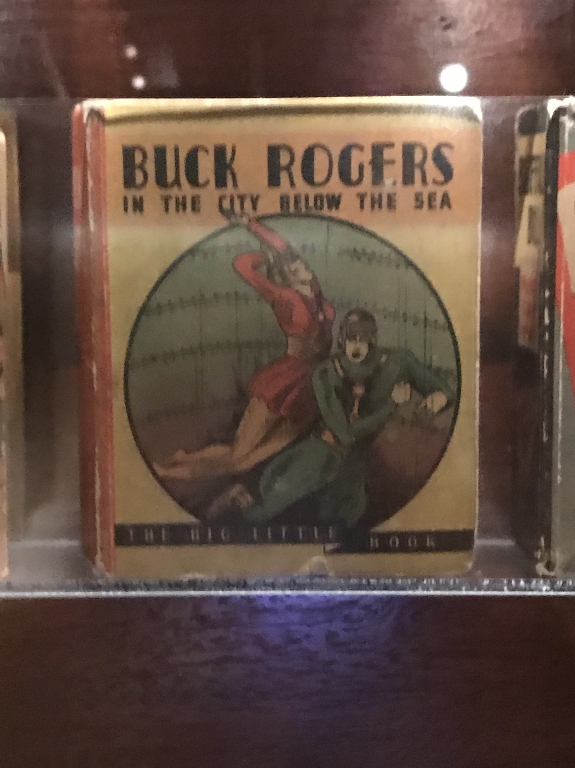 BUCK ROGERS
IN THE CITY BELOW THE SEA
THE BIG LITTLE BOOK